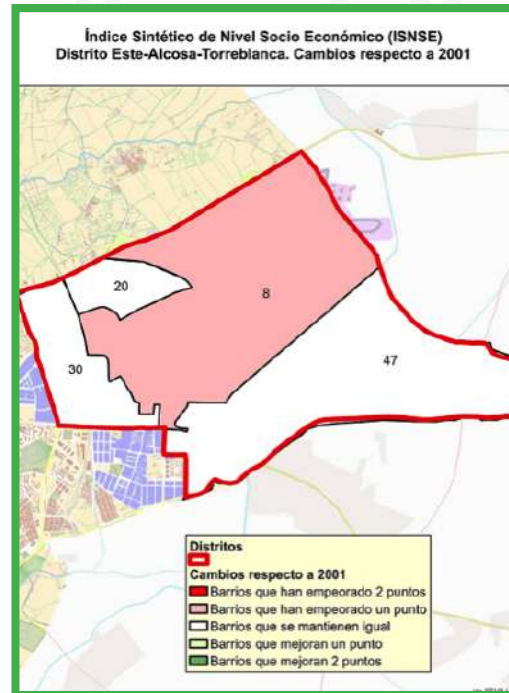 Índice Sintético de Nivel Socio Económico (ISNSE)
Distrito Este-Alcosa-Torreblanca. Cambios respecto a 2001
20
8
30
47
Distritos
Cambios respecto a 2001
Barrios que han empeorado 2 puntos
Barrios que han empeorado un punto
Barrios que se mantienen igual
Barrios que mejoran un punto
Barrios que mejoran 2 puntos